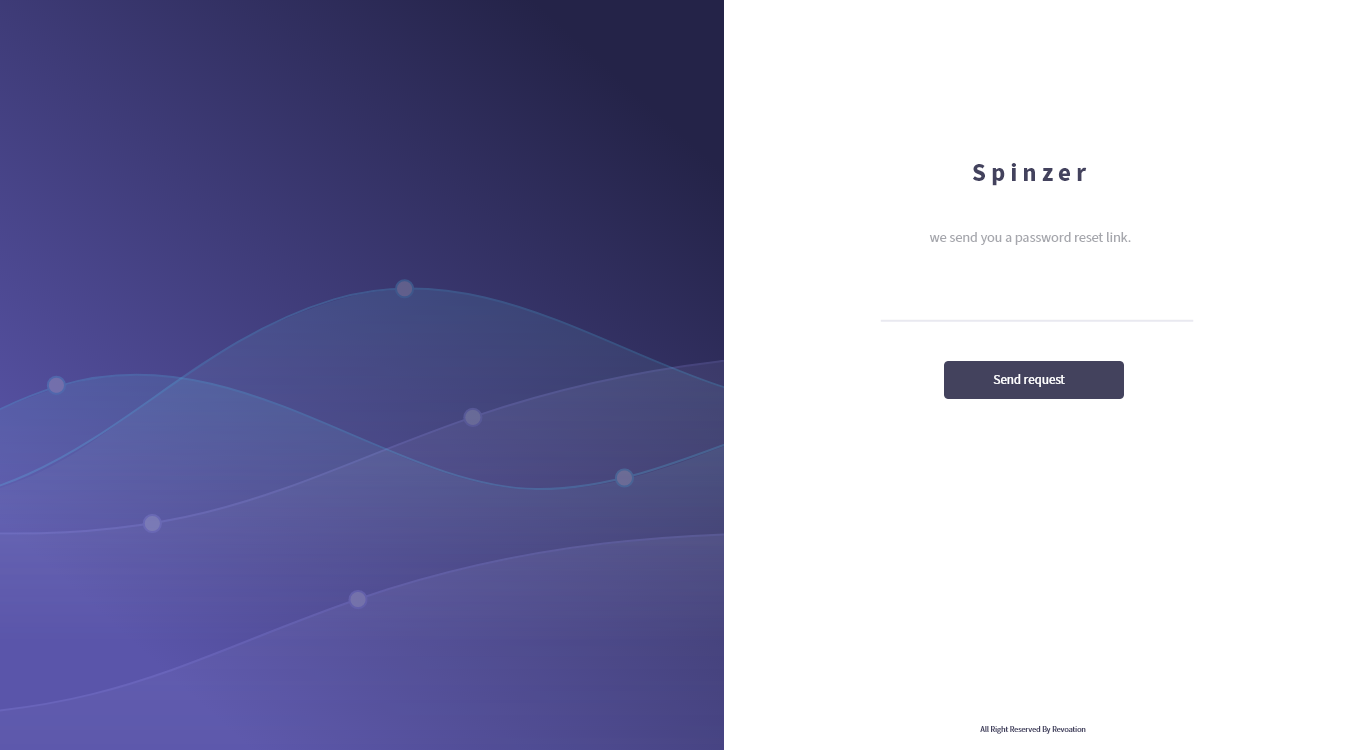 Spinzer
we send you a password reset link.
Send request
All Right Reserved By Revoation